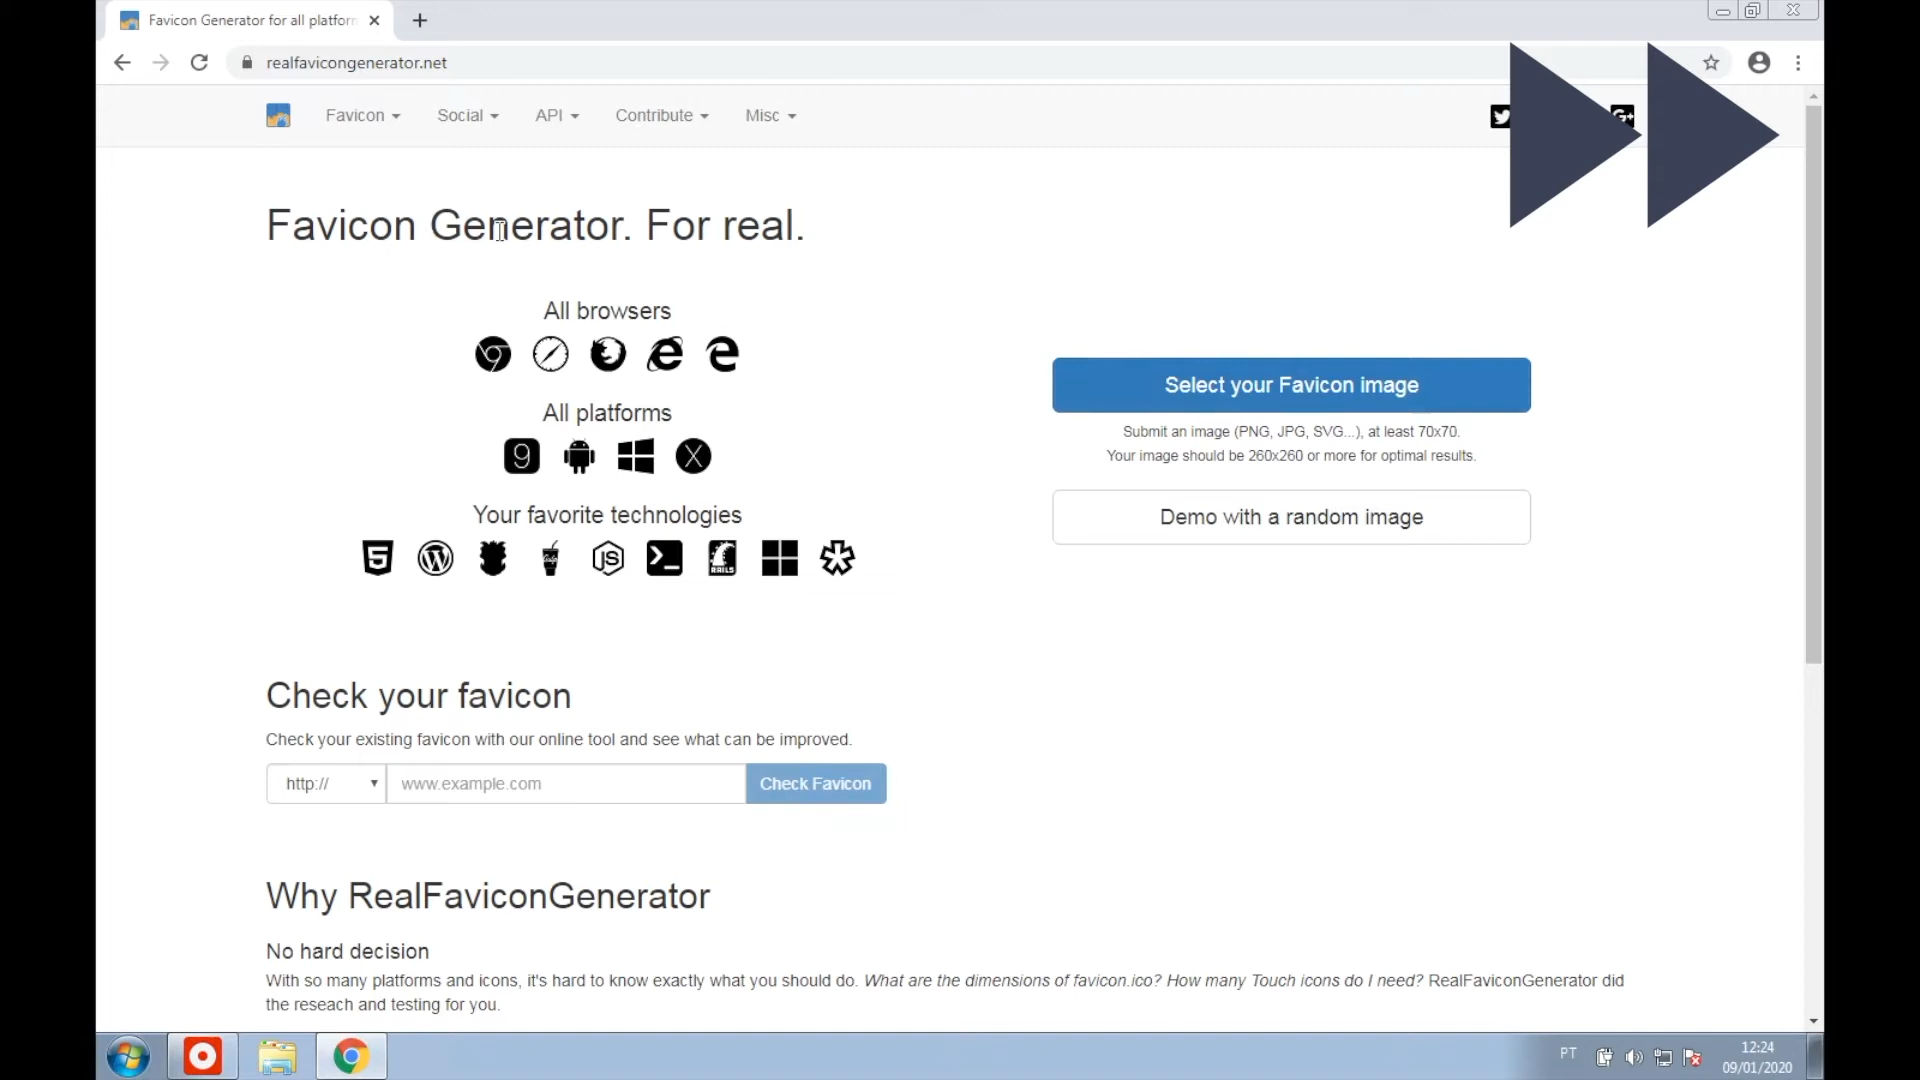 Favicon Generator for all platforn
realfavicongenerator.net
Favicon
Social
API
Contribute
Misc
G+
Favicon Generator. For real.
All browsers
All platforms
9
X
Your favorite technologies
5
JS
RAILS
Select your Favicon image
Submit an image (PNG, JPG, SVG...), at least 70x70.
Your image should be 260x260 or more for optimal results.
Demo with a random image
Check your favicon
Check your existing favicon with our online tool and see what can be improved.
http://
www.example.com
Check Favicon
Why RealFaviconGenerator
No hard decision
With so many platforms and icons, it's hard to know exactly what you should do. What are the dimensions of favicon.ico? How many Touch icons do I need? RealFaviconGenerator did
the reseach and testing for you.
PT
12:24
09/01/2020